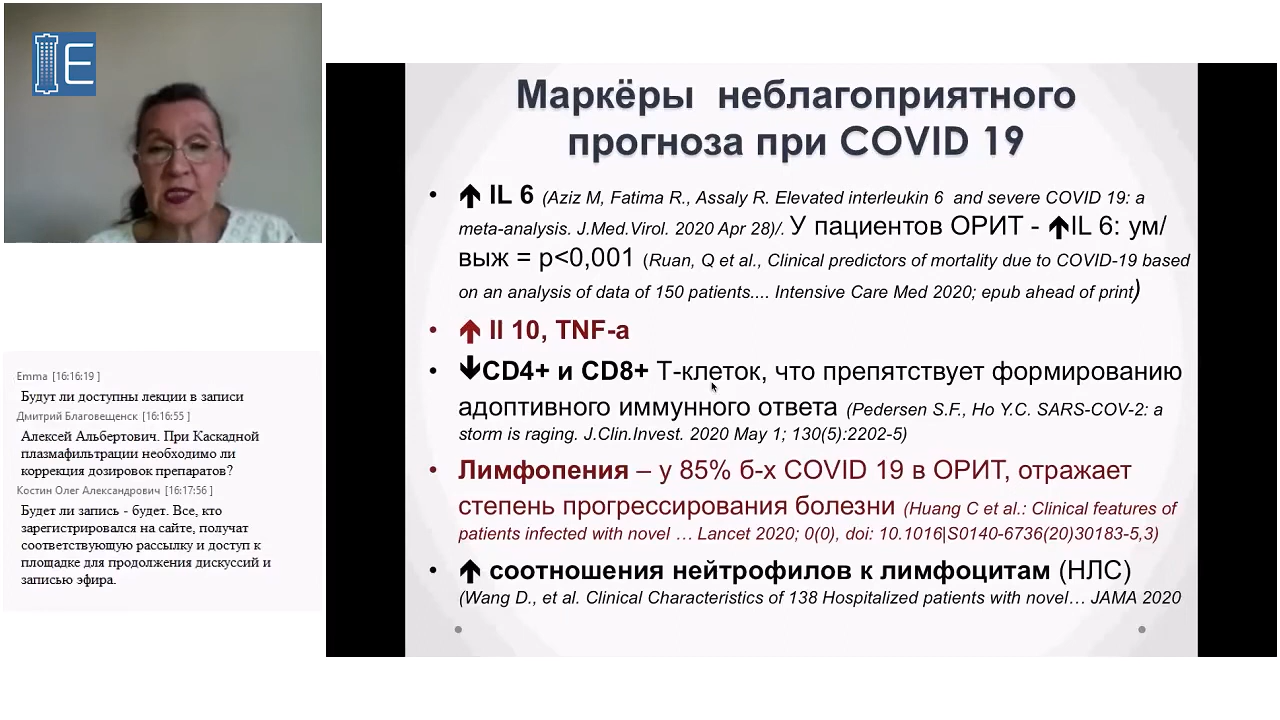 E
Emma [16:16:19 ]
Будут ли доступны лекции в записи
Дмитрий Благовещенск [16:16:55 ]
Алексей Альбертович. При Каскадной
плазмафильтрации необходимо ли
коррекция дозировок препаратов?
Костин Олег Александрович [16:17:56 ]
Будет ли запись - будет. Все, кто
зарегистрировался на сайте, получат
соответствующую рассылку и доступ к
площадке для продолжения дискуссий и
записью эфира.
Маркёры неблагоприятного
прогноза при COVID 19
• 🡹 IL 6 (Aziz M, Fatima R., Assaly R. Elevated interleukin 6 and severe COVID 19: a
meta-analysis. J.Med.Virol. 2020 Apr 28)/. У пациентов ОРИТ - 🡹IL 6: ум/
выж = p<0,001 (Ruan, Q et al., Clinical predictors of mortality due to COVID-19 based
on an analysis of data of 150 patients.... Intensive Care Med 2020; epub ahead of print)
• 🡹 Il 10, TNF-a
• 🡻CD4+ и CD8+ Т-клеток, что препятствует формированию
адоптивного иммунного ответа (Pedersen S.F., Ho Y.C. SARS-COV-2: a
storm is raging. J.Clin.Invest. 2020 May 1; 130(5):2202-5)
• Лимфопения – у 85% б-х COVID 19 в ОРИТ, отражает
степень прогрессирования болезни (Huang C et al.: Clinical features of
patients infected with novel … Lancet 2020; 0(0), doi: 10.1016|S0140-6736(20)30183-5,3)
• 🡹 соотношения нейтрофилов к лимфоцитам (НЛС)
(Wang D., et al. Clinical Characteristics of 138 Hospitalized patients with novel… JAMA 2020